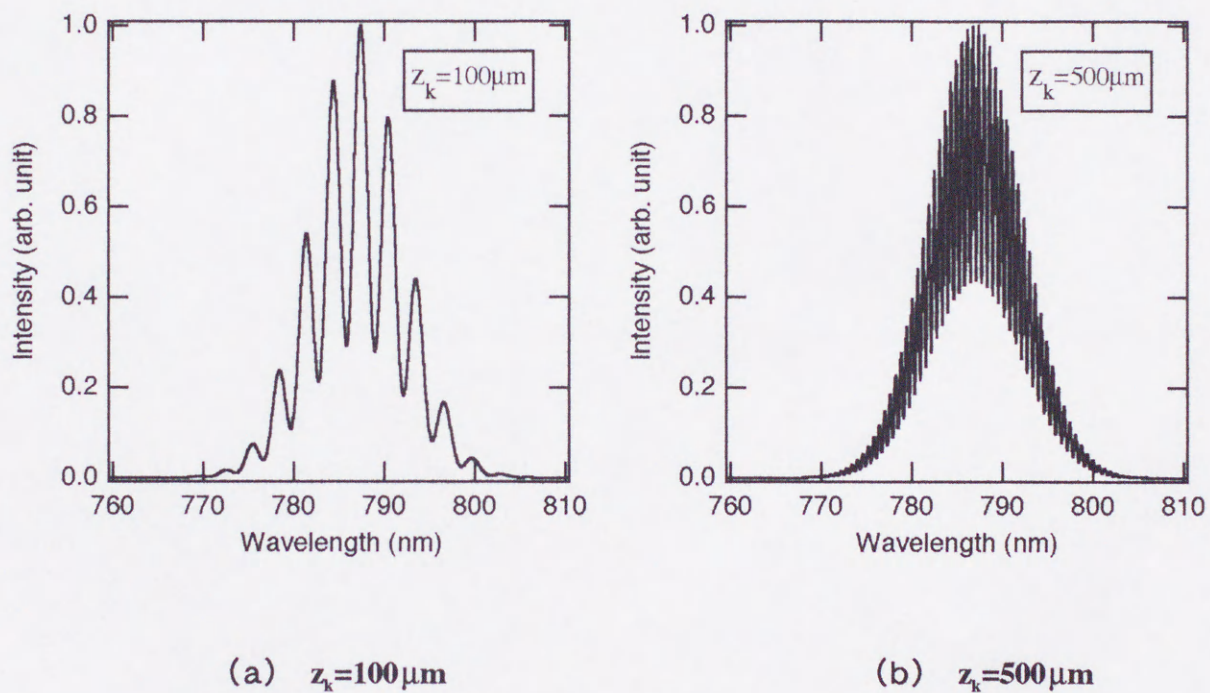 1.0
0.8
0.6
0.4
0.2
0.0
Intensity (arb. unit)
z_k=100μm
760 770 780 790 800 810
Wavelength (nm)
1.0
0.8
0.6
0.4
0.2
0.0
Intensity (arb. unit)
z_k=500μm
760 770 780 790 800 810
Wavelength (nm)
(a) z_k=100μm
(b) z_k=500μm